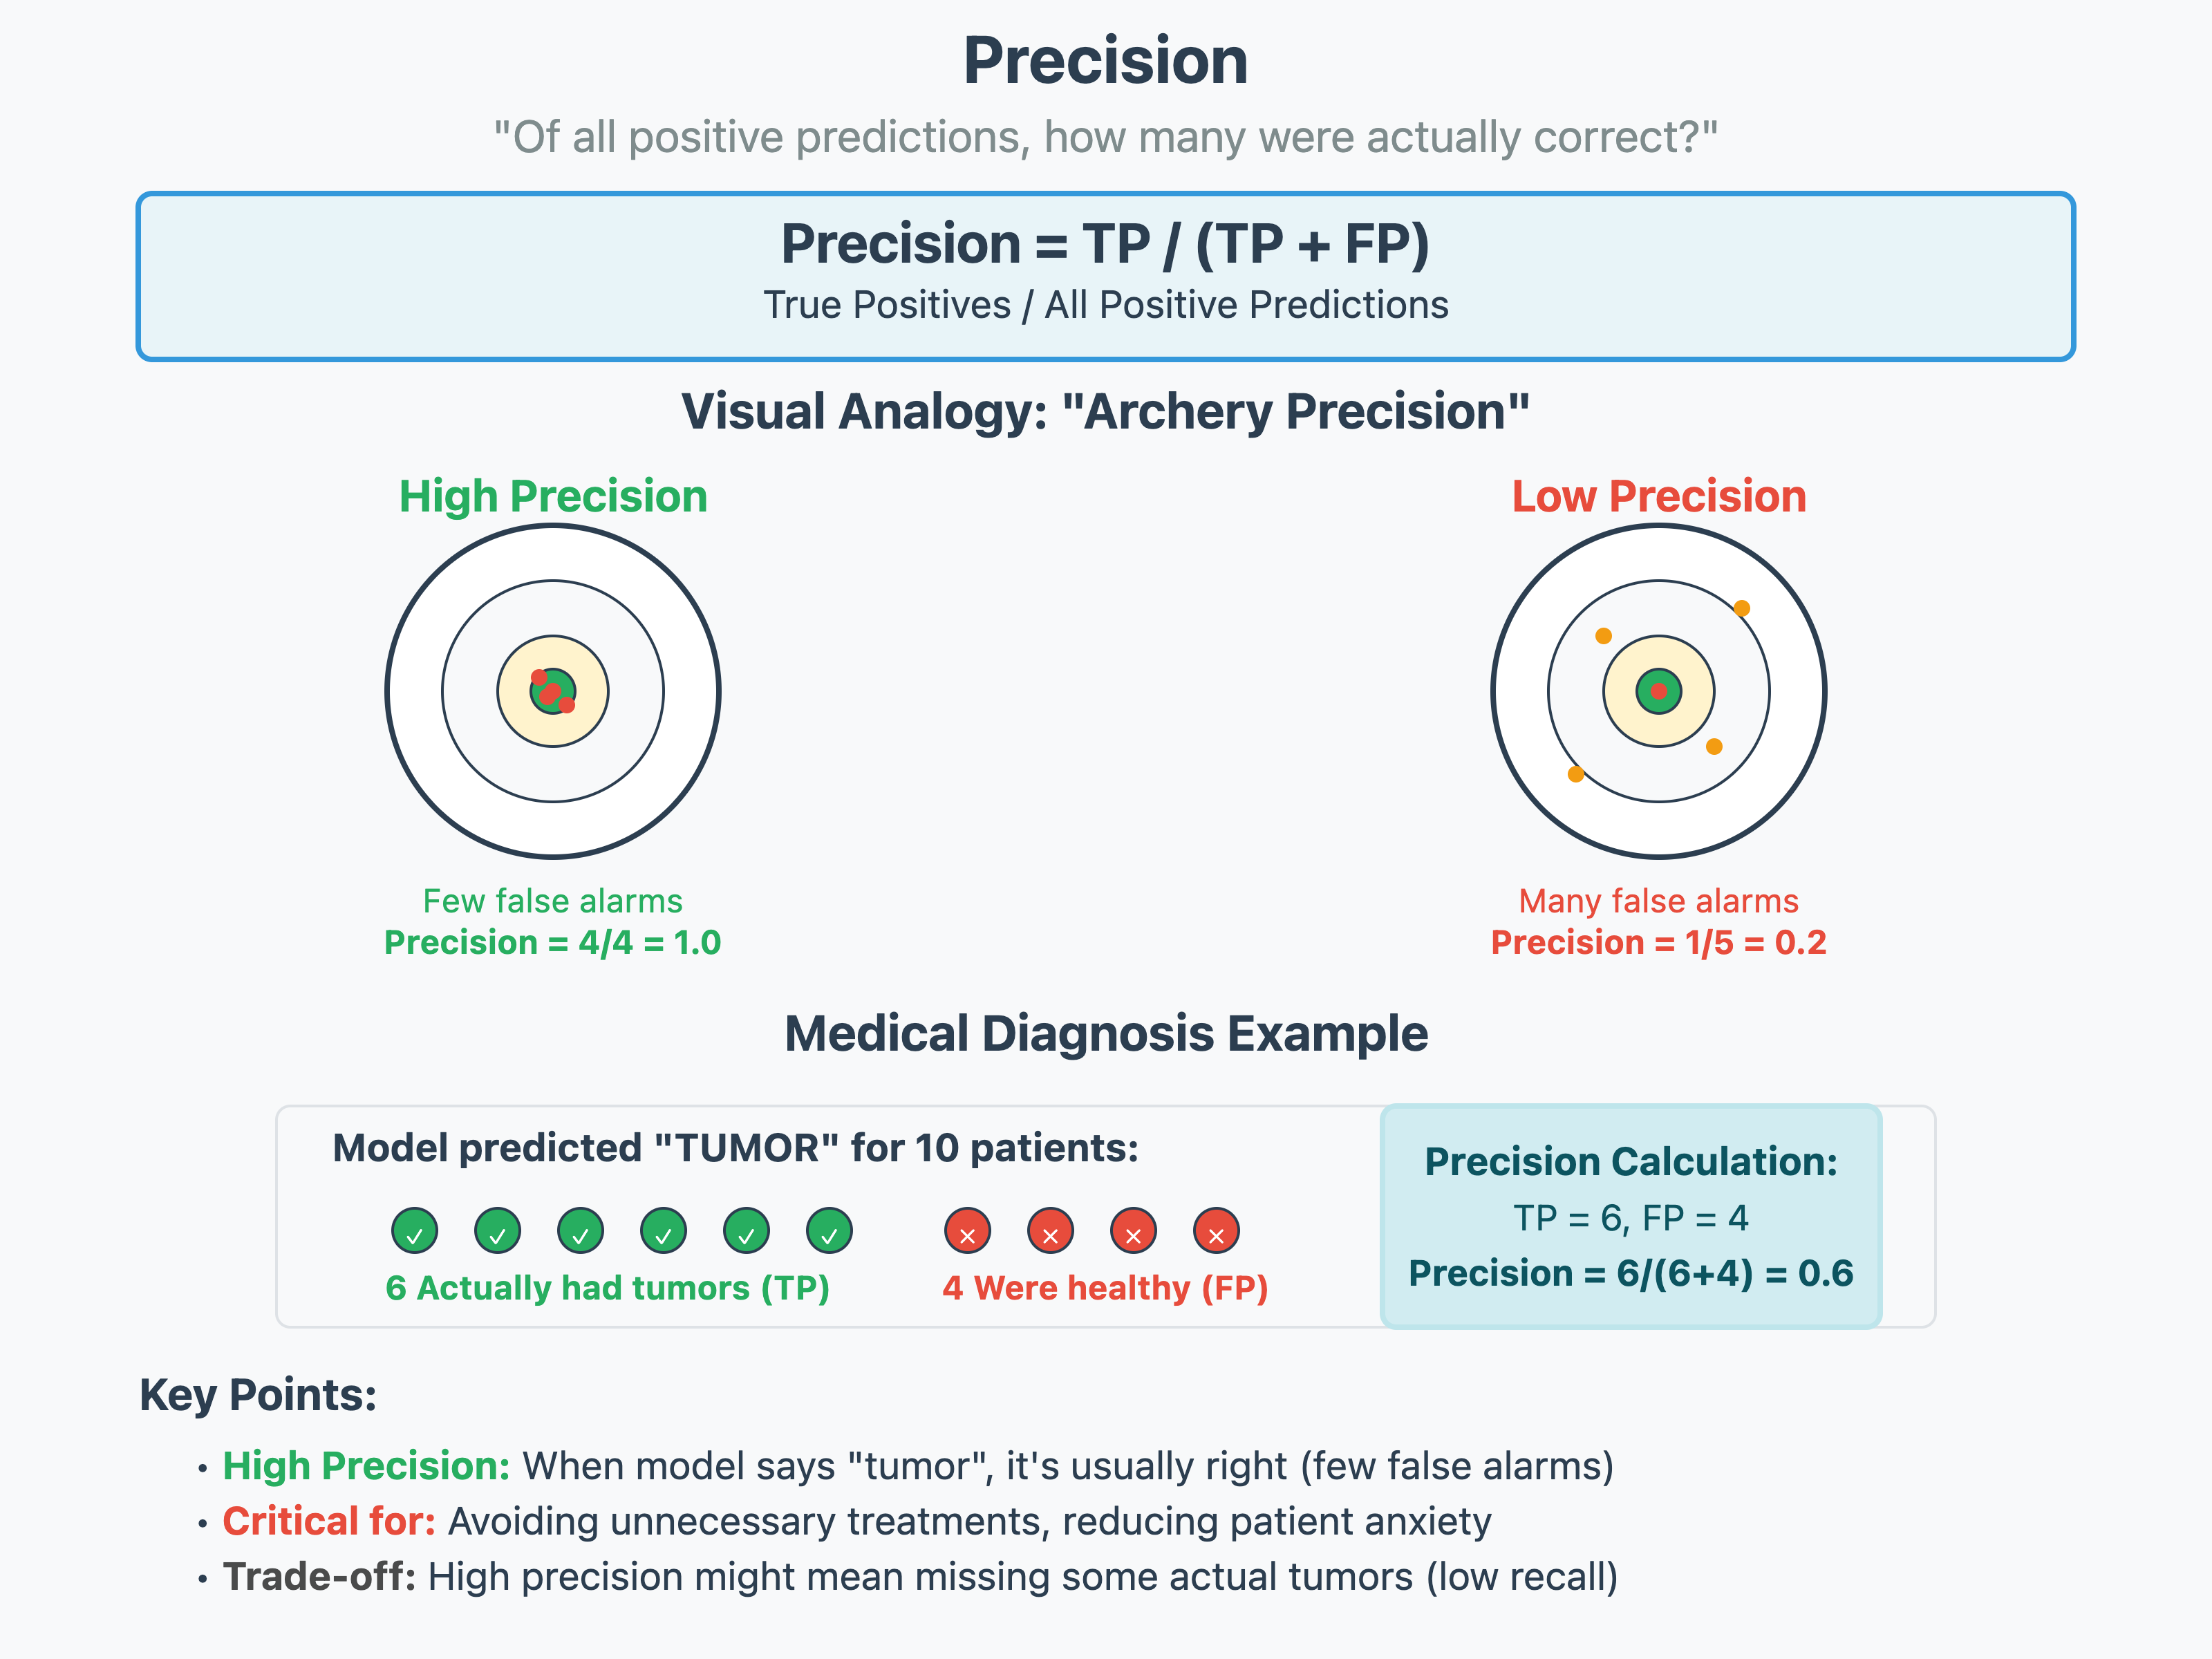 Precision
"Of all positive predictions, how many were actually correct?"
Precision = TP / (TP + FP)
True Positives / All Positive Predictions
Visual Analogy: "Archery Precision"
High Precision
Low Precision
Few false alarms
Precision = 4/4 = 1.0
Many false alarms
Precision = 1/5 = 0.2
Medical Diagnosis Example
Model predicted "TUMOR" for 10 patients:
✓ ✓ ✓ ✓ ✓ ✓ ✕ ✕ ✕ ✕
6 Actually had tumors (TP)
4 Were healthy (FP)
Precision Calculation:
TP = 6, FP = 4
Precision = 6/(6+4) = 0.6
Key Points:
• High Precision: When model says "tumor", it's usually right (few false alarms)
• Critical for: Avoiding unnecessary treatments, reducing patient anxiety
• Trade-off: High precision might mean missing some actual tumors (low recall)